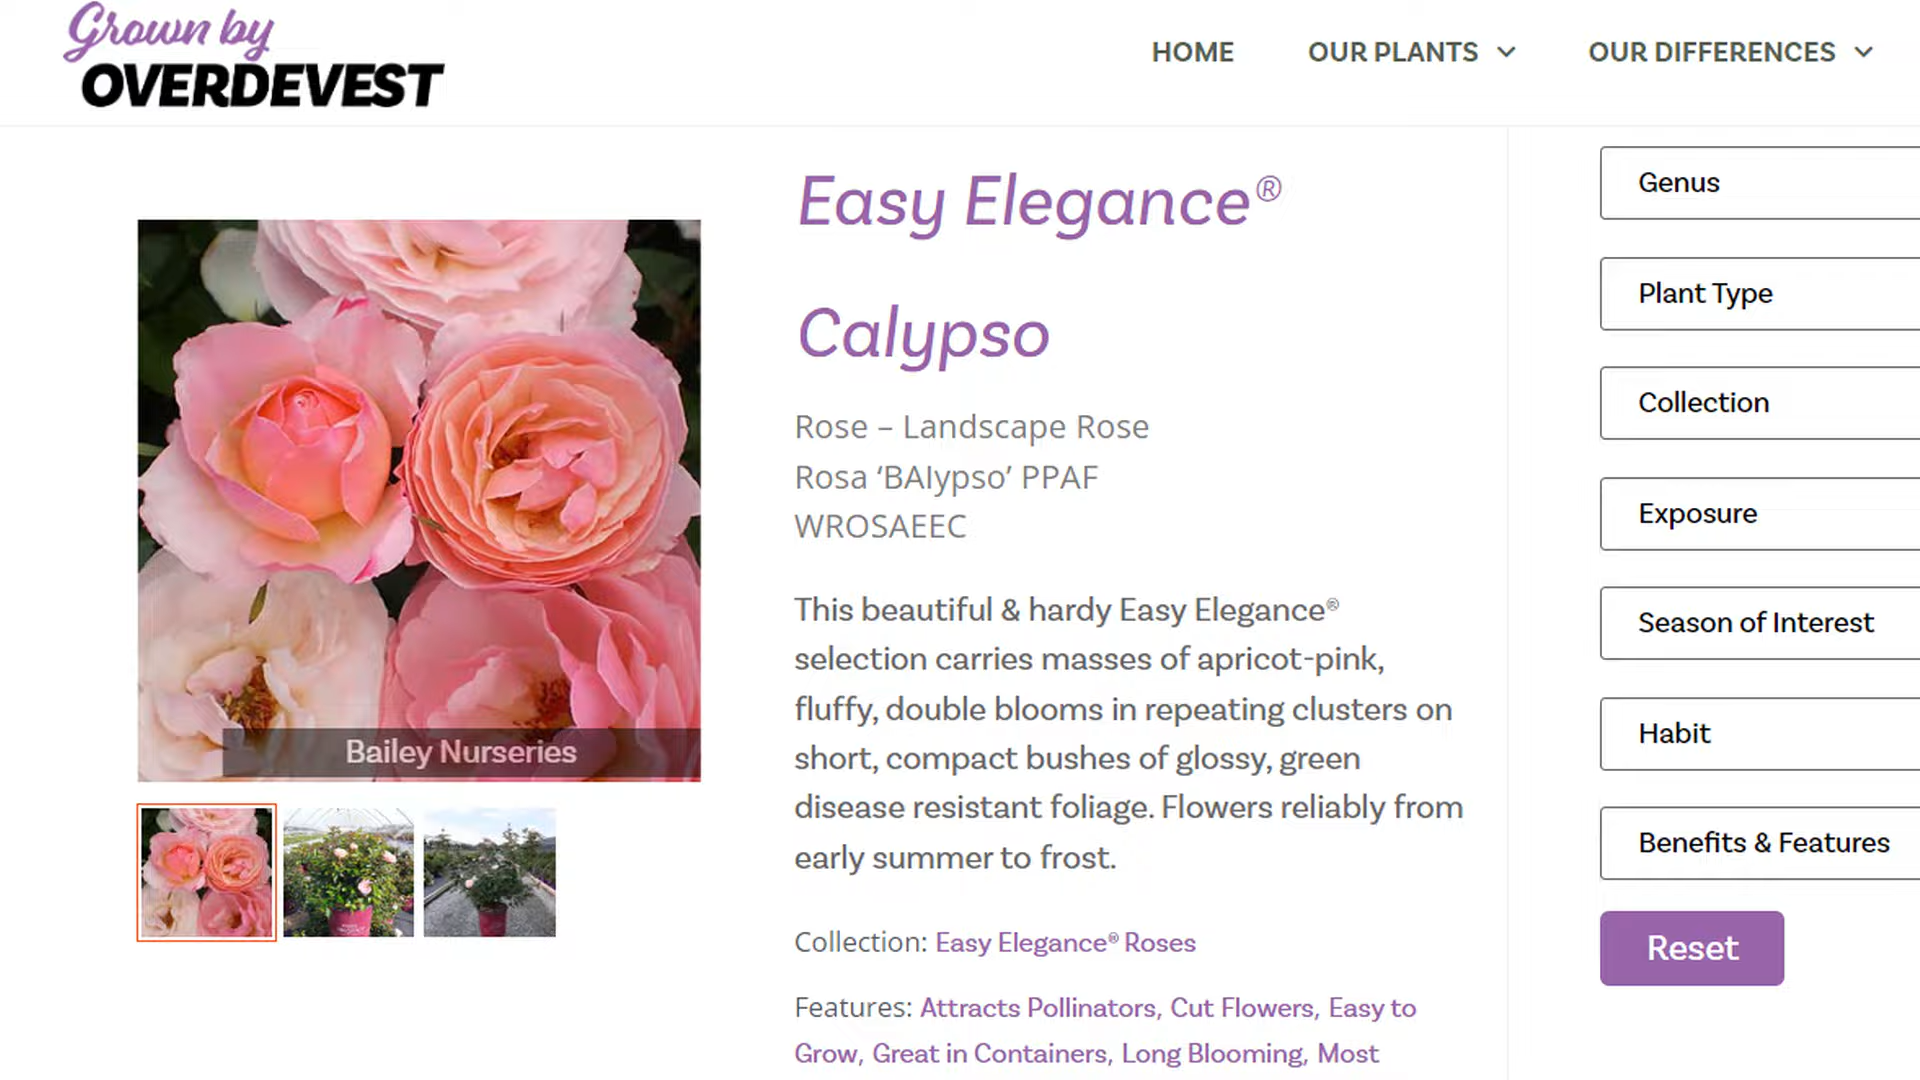 Grown by
OVERDEVEST
HOME
OUR PLANTS
OUR DIFFERENCES
Easy Elegance®
Calypso
Rose – Landscape Rose
Rosa ‘BAIypso’ PPAF
WROSAEEC
This beautiful & hardy Easy Elegance®
selection carries masses of apricot-pink,
fluffy, double blooms in repeating clusters on
short, compact bushes of glossy, green
disease resistant foliage. Flowers reliably from
early summer to frost.
Collection: Easy Elegance® Roses
Features: Attracts Pollinators, Cut Flowers, Easy to
Grow, Great in Containers, Long Blooming, Most
Bailey Nurseries
Genus
Plant Type
Collection
Exposure
Season of Interest
Habit
Benefits & Features
Reset